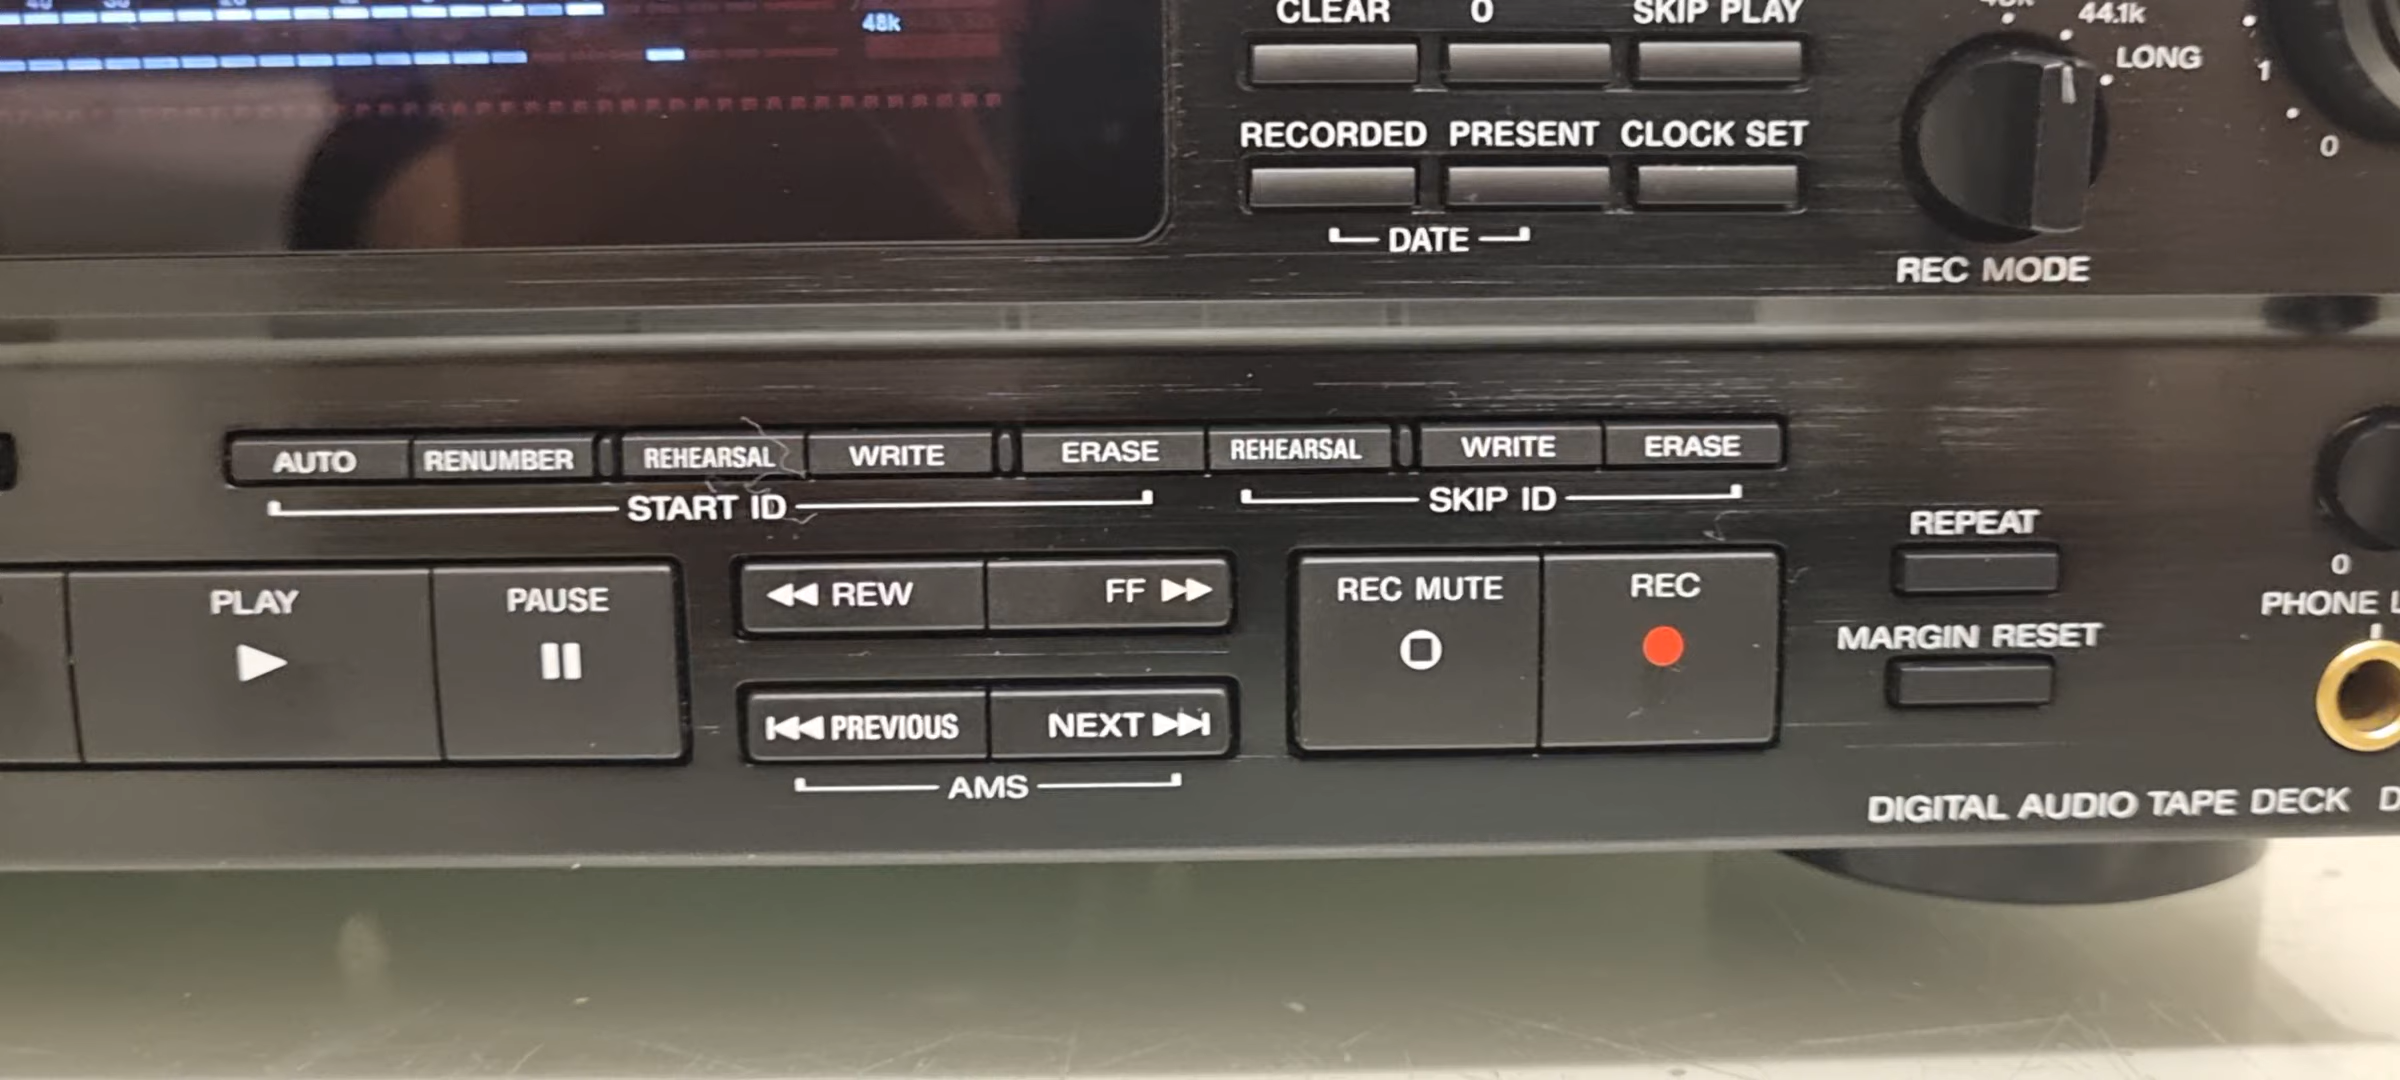 CLEAR 0 SKIP PLAY
48k
44.1k
LONG
1
0
RECORDED PRESENT CLOCK SET
DATE
REC MODE
AUTO RENUMBER REHEARSAL WRITE ERASE REHEARSAL WRITE ERASE
START ID SKIP ID
REPEAT
PLAY PAUSE REW FF REC MUTE REC
0
PHONE L
MARGIN RESET
PREVIOUS NEXT
AMS
DIGITAL AUDIO TAPE DECK D